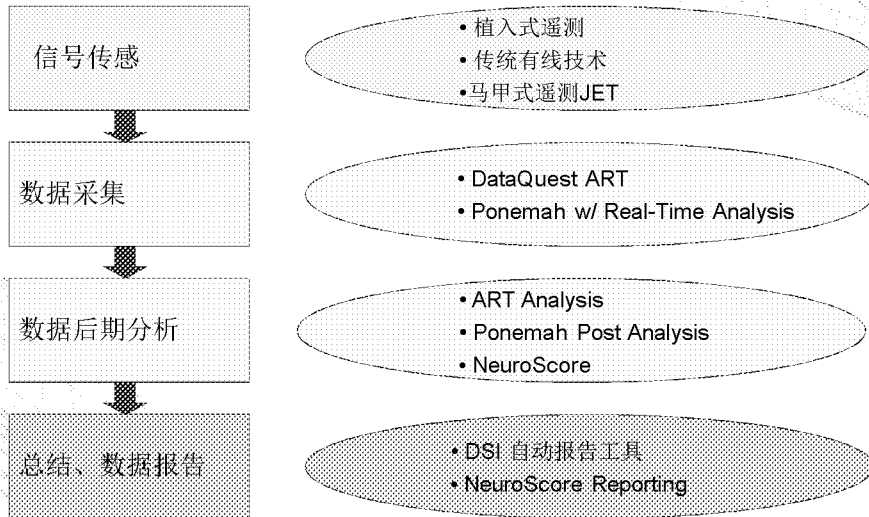 信号传感
• 植入式遥测
• 传统有线技术
•马甲式遥测JET
数据采集
• DataQuest ART
• Ponemah w/ Real-Time Analysis
数据后期分析
• ART Analysis
• Ponemah Post Analysis
• NeuroScore
总结、数据报告
• DSI 自动报告工具
• NeuroScore Reporting